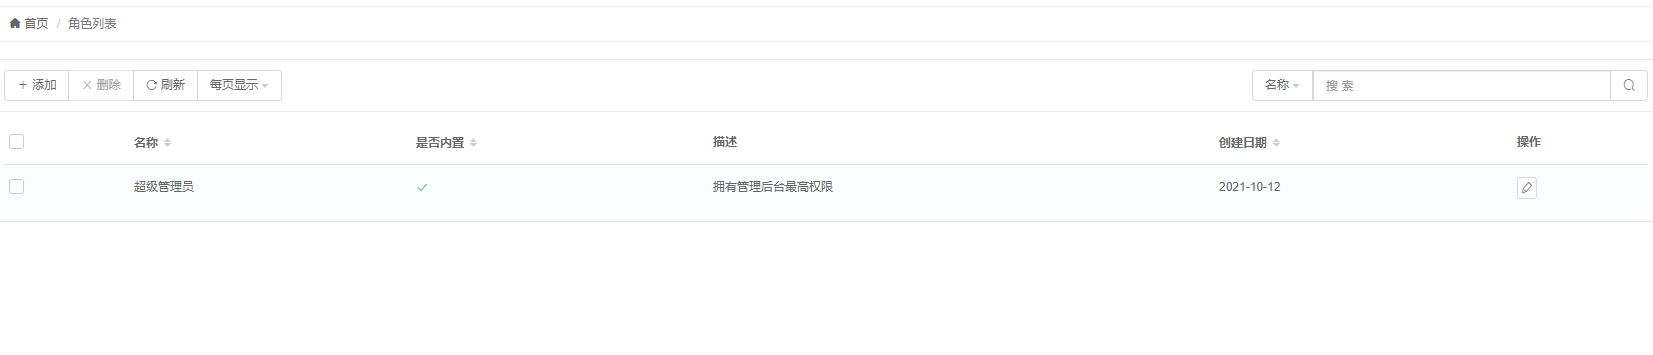 首页 / 角色列表
添加 删除 刷新 每页显示 名称 搜 索
名称 是否内置 描述 创建日期 操作
超级管理员 拥有管理后台最高权限 2021-10-12